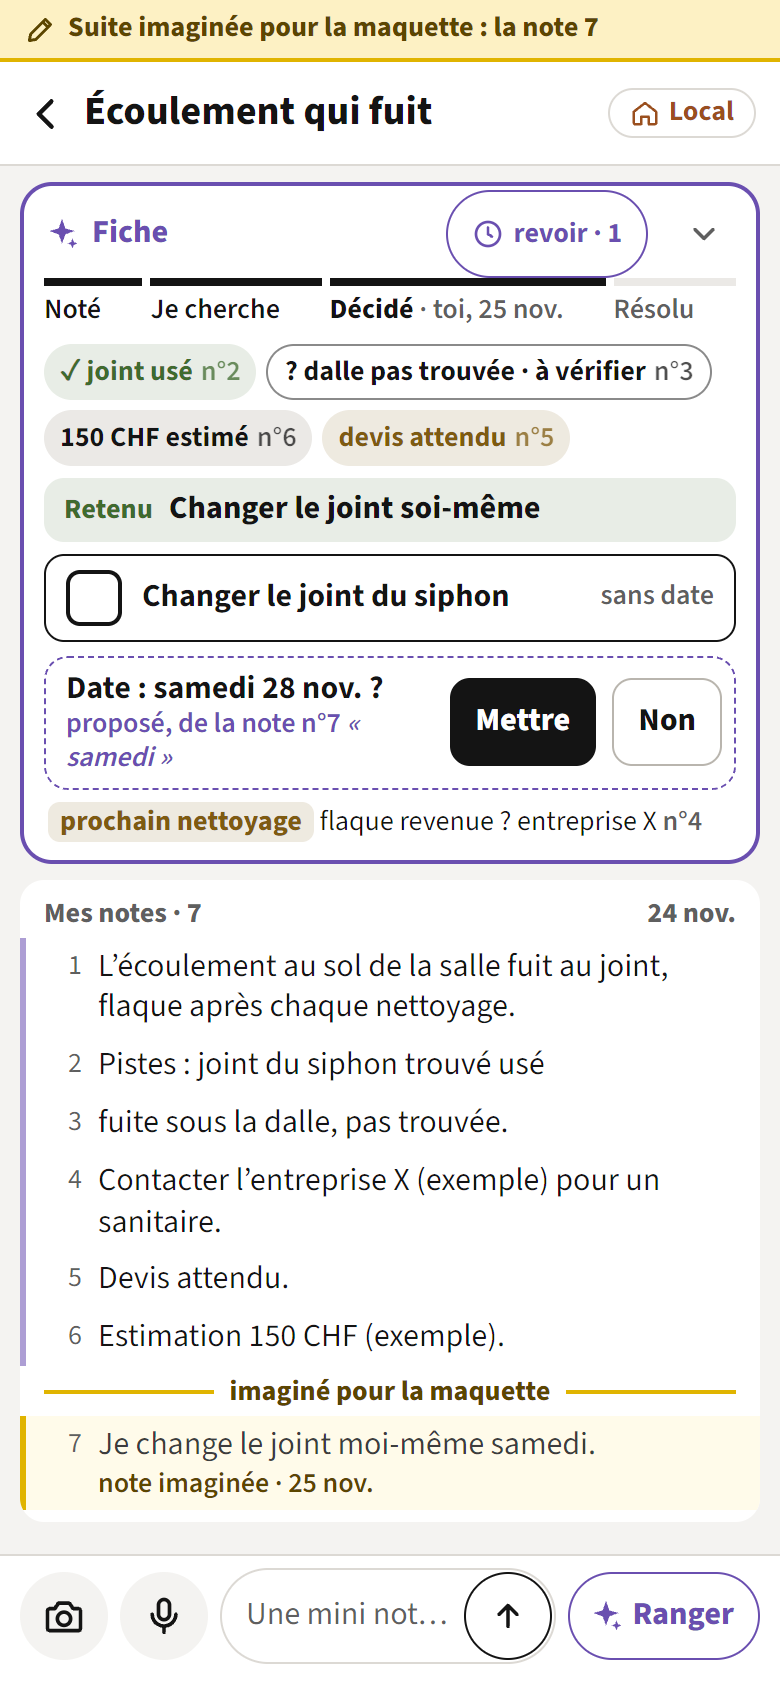 Suite imaginée pour la maquette : la note 7
Écoulement qui fuit
Local
Fiche
revoir · 1
Noté
Je cherche
Décidé · toi, 25 nov.
Résolu
✓ joint usé n°2
? dalle pas trouvée · à vérifier n°3
150 CHF estimé n°6
devis attendu n°5
Retenu Changer le joint soi-même
Changer le joint du siphon
sans date
Date : samedi 28 nov. ?
proposé, de la note n°7 «
samedi »
Mettre
Non
prochain nettoyage flaque revenue ? entreprise X n°4
Mes notes · 7
24 nov.
1 L’écoulement au sol de la salle fuit au joint,
flaque après chaque nettoyage.
2 Pistes : joint du siphon trouvé usé
3 fuite sous la dalle, pas trouvée.
4 Contacter l’entreprise X (exemple) pour un
sanitaire.
5 Devis attendu.
6 Estimation 150 CHF (exemple).
imaginé pour la maquette
7 Je change le joint moi-même samedi.
note imaginée · 25 nov.
Une mini not…
Ranger